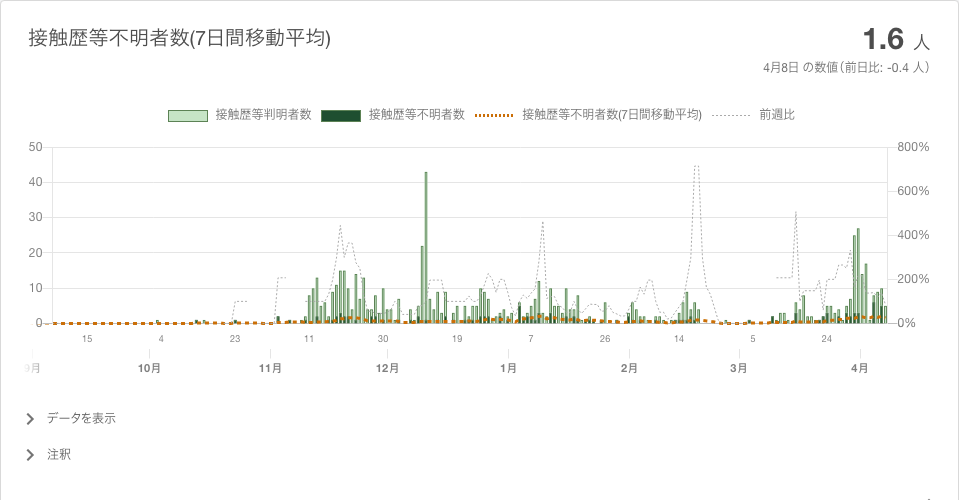 接触歴等不明者数(7日間移動平均)
1.6 人
4月8日 の数値（前日比: -0.4 人）
接触歴等判明者数 接触歴等不明者数 接触歴等不明者数(7日間移動平均) 前週比
50 800%
40 600%
30 400%
20 200%
10 0%
0
15 4 23 11 30 19 7 26 14 5 24
9月 10月 11月 12月 1月 2月 3月 4月
データを表示
注釈